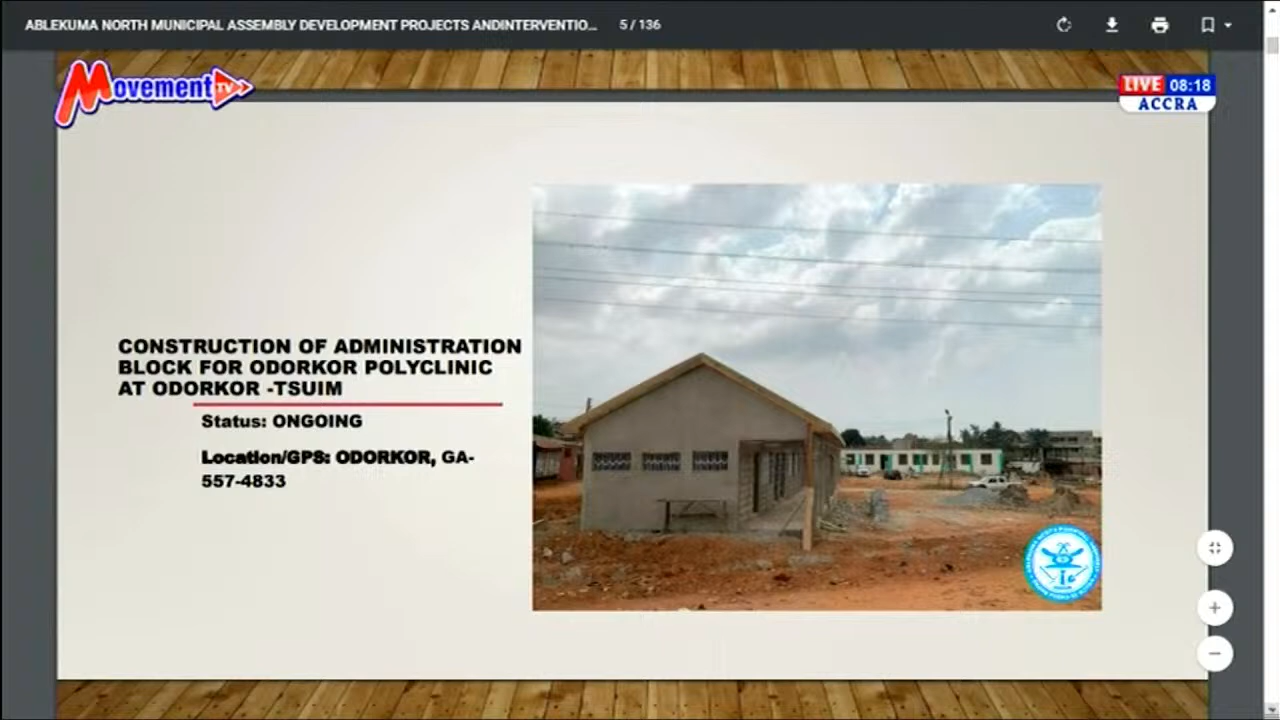 ABLEKUMA NORTH MUNICIPAL ASSEMBLY DEVELOPMENT PROJECTS ANDINTERVENTIO... 5 / 136
Movement TV
LIVE 08:18
ACCRA
CONSTRUCTION OF ADMINISTRATION
BLOCK FOR ODORKOR POLYCLINIC
AT ODORKOR -TSUIM
Status: ONGOING
Location/GPS: ODORKOR, GA-
557-4833